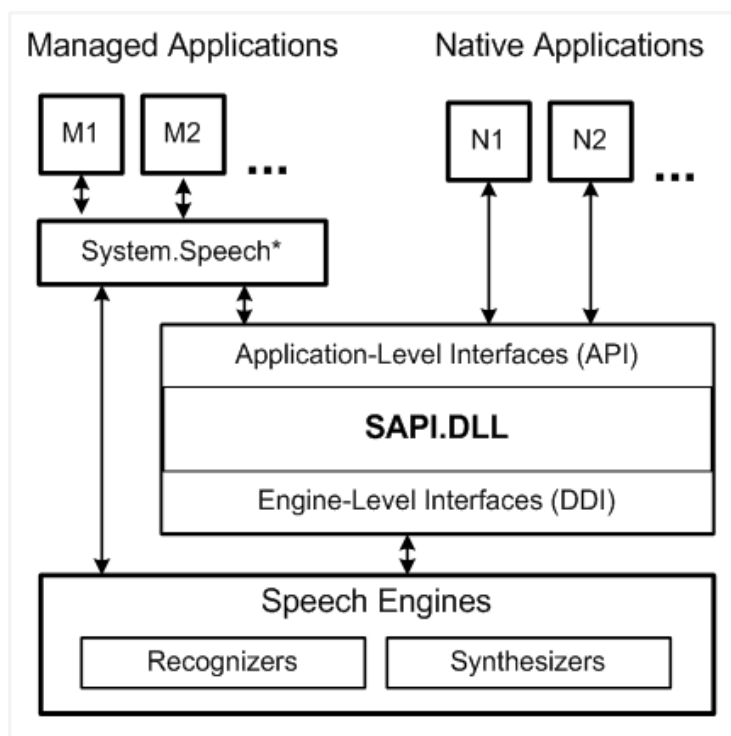 Managed Applications
Native Applications
M1
M2
...
N1
N2
...
System.Speech*
Application-Level Interfaces (API)
SAPI.DLL
Engine-Level Interfaces (DDI)
Speech Engines
Recognizers
Synthesizers